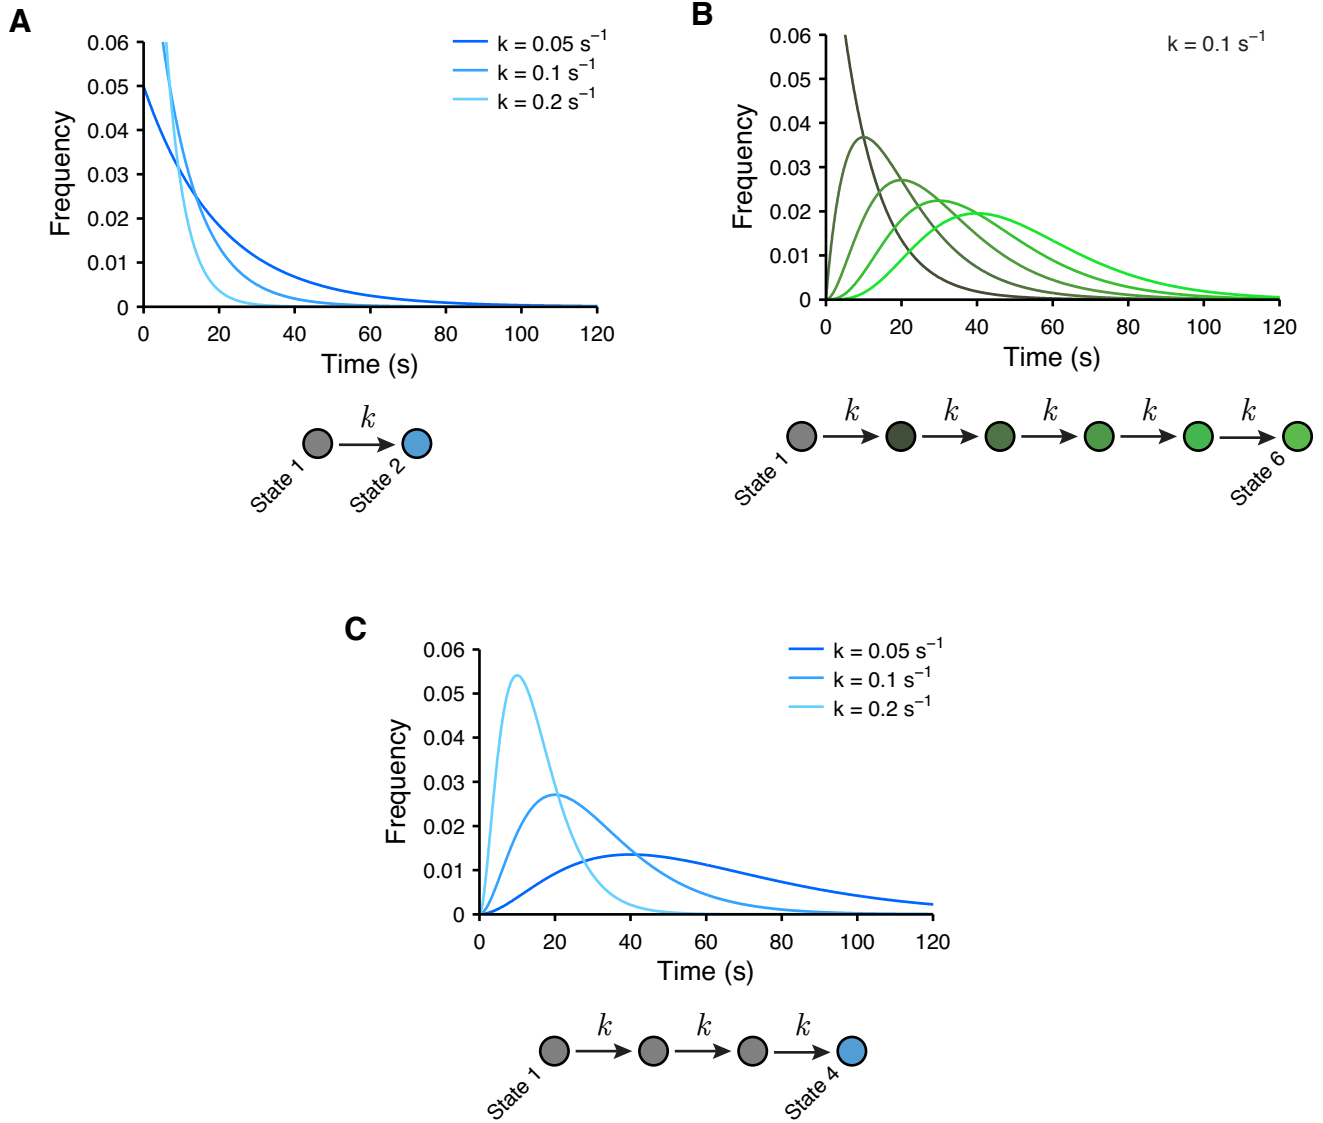 A
k = 0.05 s⁻¹
k = 0.1 s⁻¹
k = 0.2 s⁻¹
Frequency
0.06
0.05
0.04
0.03
0.02
0.01
0
0 20 40 60 80 100 120
Time (s)
k
State 1 State 2
B
k = 0.1 s⁻¹
Frequency
0.06
0.05
0.04
0.03
0.02
0.01
0
0 20 40 60 80 100 120
Time (s)
k k k k k
State 1 State 6
C
k = 0.05 s⁻¹
k = 0.1 s⁻¹
k = 0.2 s⁻¹
Frequency
0.06
0.05
0.04
0.03
0.02
0.01
0
0 20 40 60 80 100 120
Time (s)
k k k
State 1 State 4